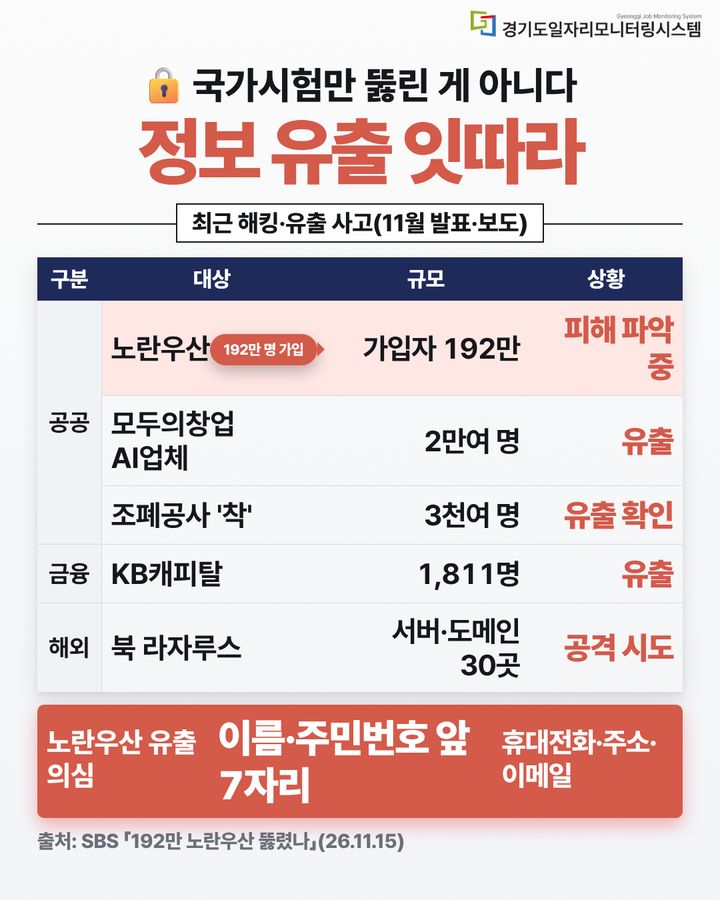 Gyeonggi Job Monitoring System
경기도일자리모니터링시스템
국가시험만 뚫린 게 아니다
정보 유출 잇따라
최근 해킹·유출 사고(11월 발표·보도)
구분 대상 규모 상황
공공
노란우산 192만 명 가입 가입자 192만 피해 파악
중
모두의창업
AI업체
2만여 명 유출
조폐공사 '착' 3천여 명 유출 확인
금융 KB캐피탈 1,811명 유출
해외 북 라자루스 서버·도메인
30곳
공격 시도
노란우산 유출
의심
이름·주민번호 앞
7자리
휴대전화·주소·
이메일
출처: SBS 「192만 노란우산 뚫렸나」(26.11.15)